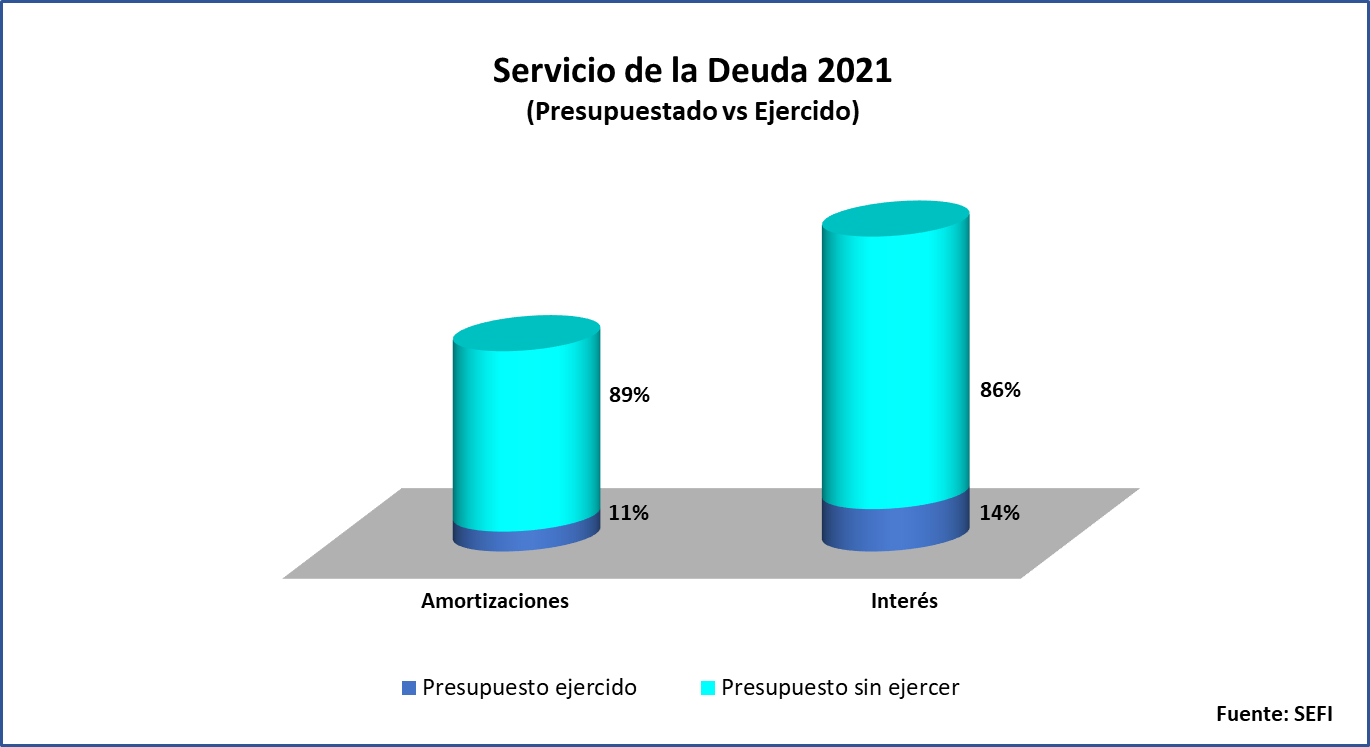 Servicio de la Deuda 2021
(Presupuestado vs Ejercido)
89%
86%
11%
14%
Amortizaciones
Interés
Presupuesto ejercido
Presupuesto sin ejercer
Fuente: SEFI